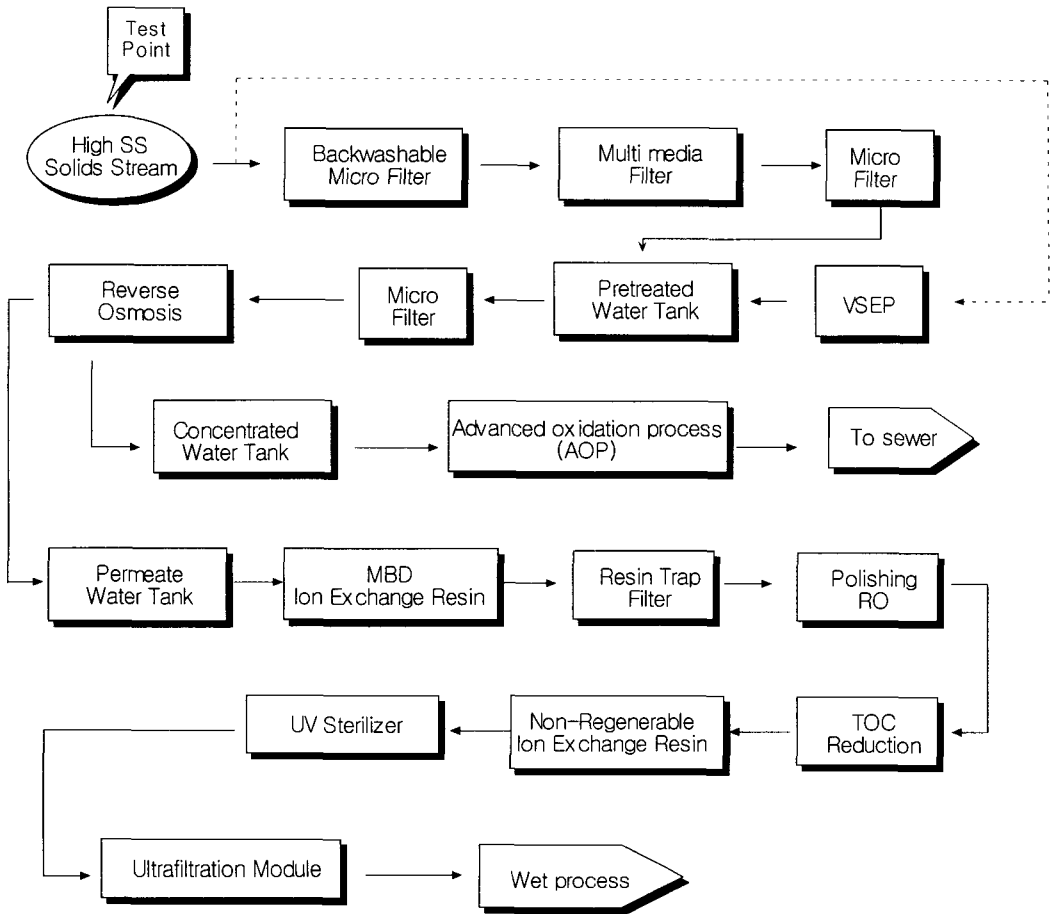 Test
Point
High SS
Solids Stream
Backwashable
Micro Filter
Multi media
Filter
Micro
Filter
Reverse
Osmosis
Micro
Filter
Pretreated
Water Tank
VSEP
Concentrated
Water Tank
Advanced oxidation process
(AOP)
To sewer
Permeate
Water Tank
MBD
Ion Exchange Resin
Resin Trap
Filter
Polishing
RO
UV Sterilizer
Non-Regenerable
Ion Exchange Resin
TOC
Reduction
Ultrafiltration Module
Wet process